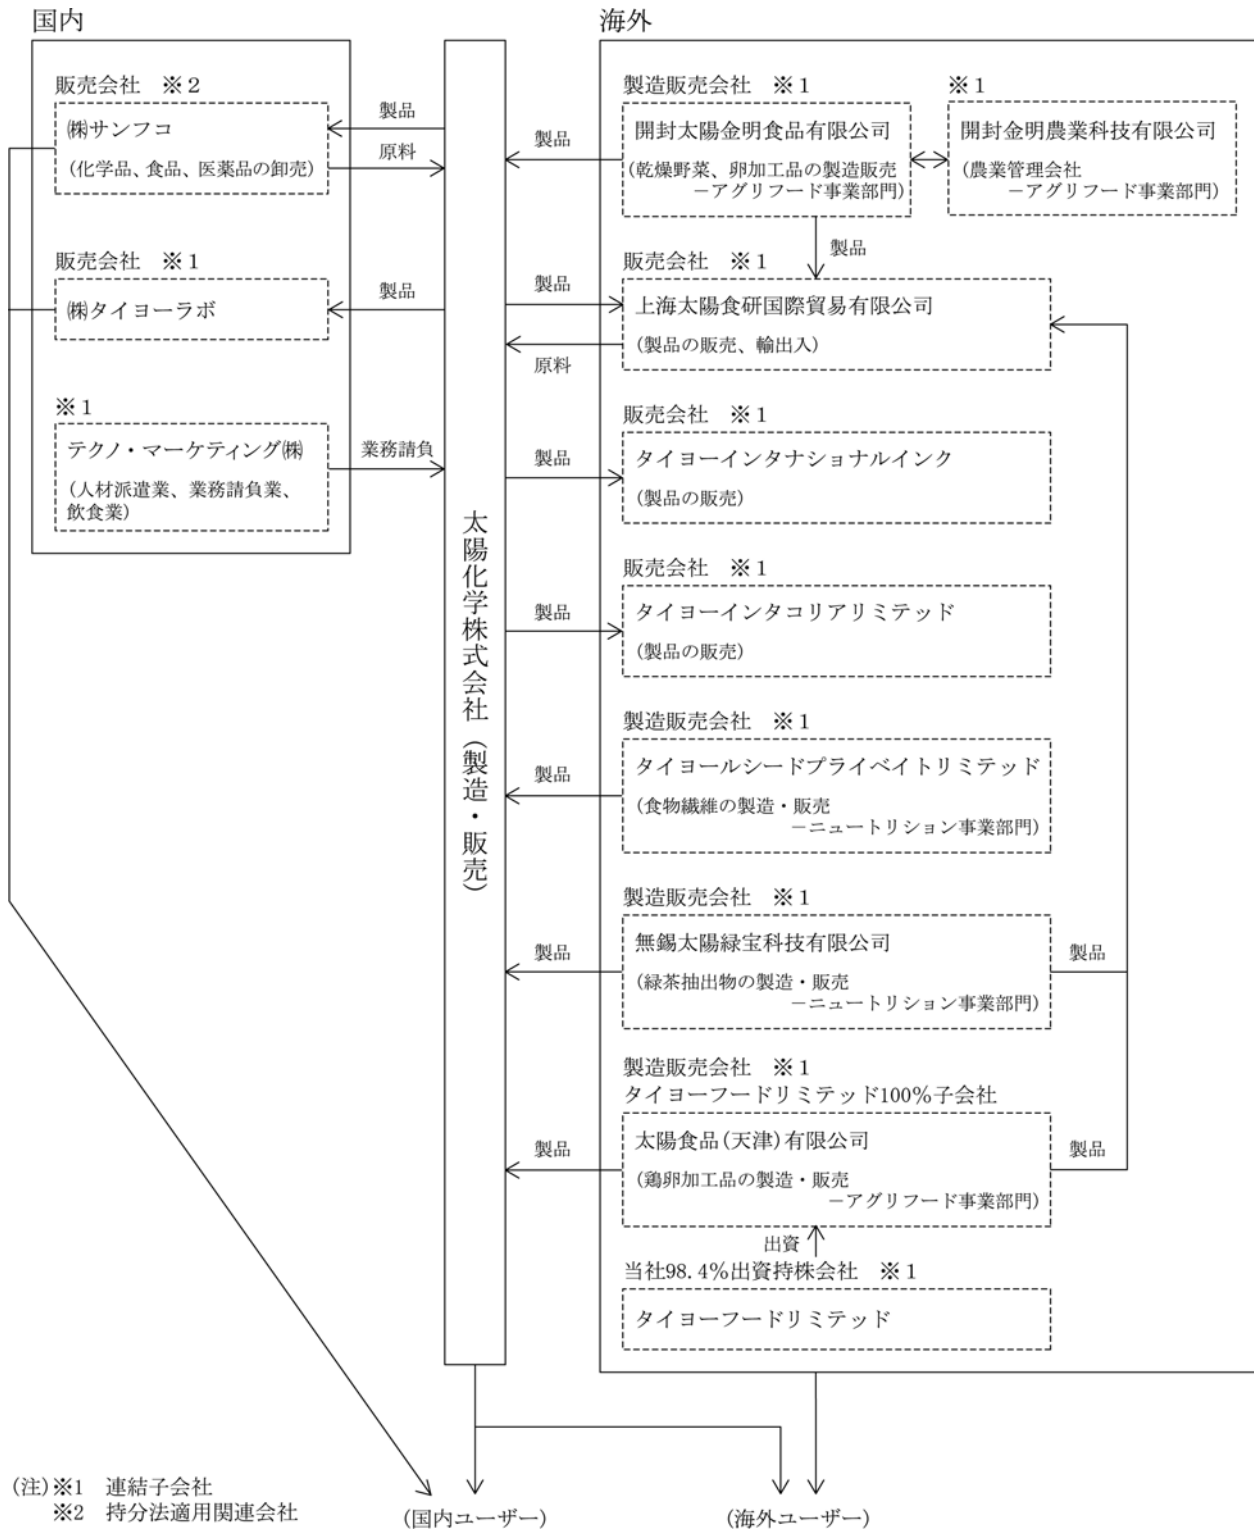 国内
販売会社　※２
製品
㈱サンフコ
原料
(化学品、食品、医薬品の卸売)
販売会社　※１
製品
㈱タイヨーラボ
※１
テクノ・マーケティング㈱
業務請負
(人材派遣業、業務請負業、
飲食業)
太陽化学株式会社（製造・販売）
海外
製造販売会社　※１
※１
製品
開封太陽金明食品有限公司
開封金明農業科技有限公司
(乾燥野菜、卵加工品の製造販売
－アグリフード事業部門)
(農業管理会社
－アグリフード事業部門)
製品
販売会社　※１
製品
上海太陽食研国際貿易有限公司
(製品の販売、輸出入)
原料
販売会社　※１
製品
タイヨーインタナショナルインク
(製品の販売)
販売会社　※１
製品
タイヨーインタコリアリミテッド
(製品の販売)
製造販売会社　※１
製品
タイヨールシードプライベイトリミテッド
(食物繊維の製造・販売
－ニュートリション事業部門)
製造販売会社　※１
製品
無錫太陽緑宝科技有限公司
製品
(緑茶抽出物の製造・販売
－ニュートリション事業部門)
製造販売会社　※１
タイヨーフードリミテッド100％子会社
製品
太陽食品(天津)有限公司
製品
(鶏卵加工品の製造・販売
－アグリフード事業部門)
出資
当社98.4％出資持株会社　※１
タイヨーフードリミテッド
(注)※1　連結子会社
※2　持分法適用関連会社
(国内ユーザー)
(海外ユーザー)